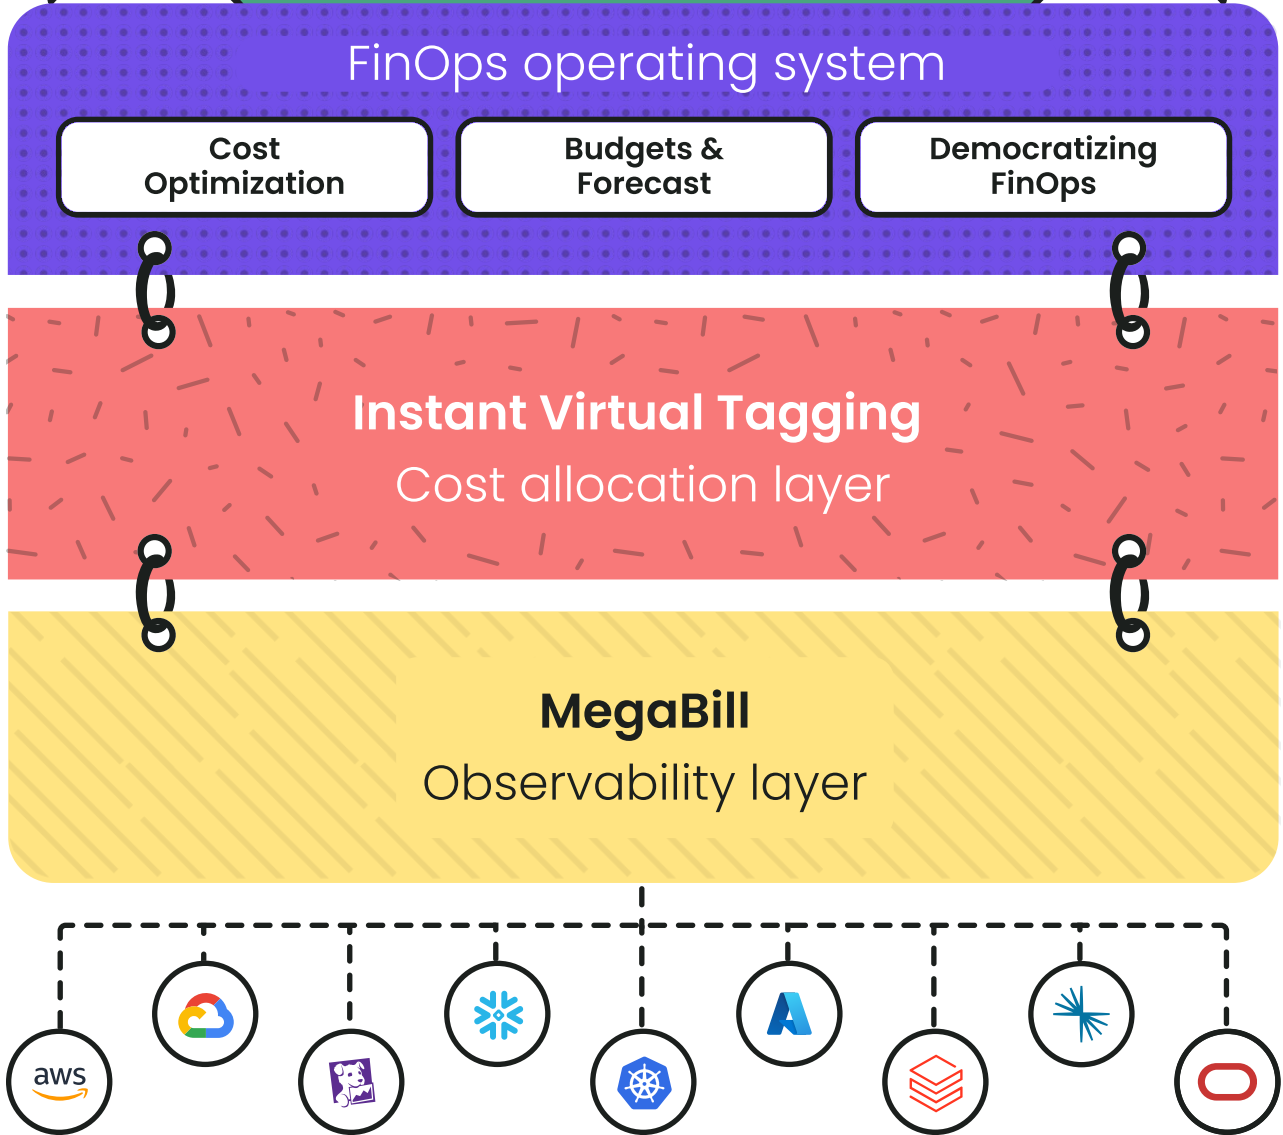 FinOps operating system
Cost
Optimization
Budgets &
Forecast
Democratizing
FinOps
Instant Virtual Tagging
Cost allocation layer
MegaBill
Observability layer
aws